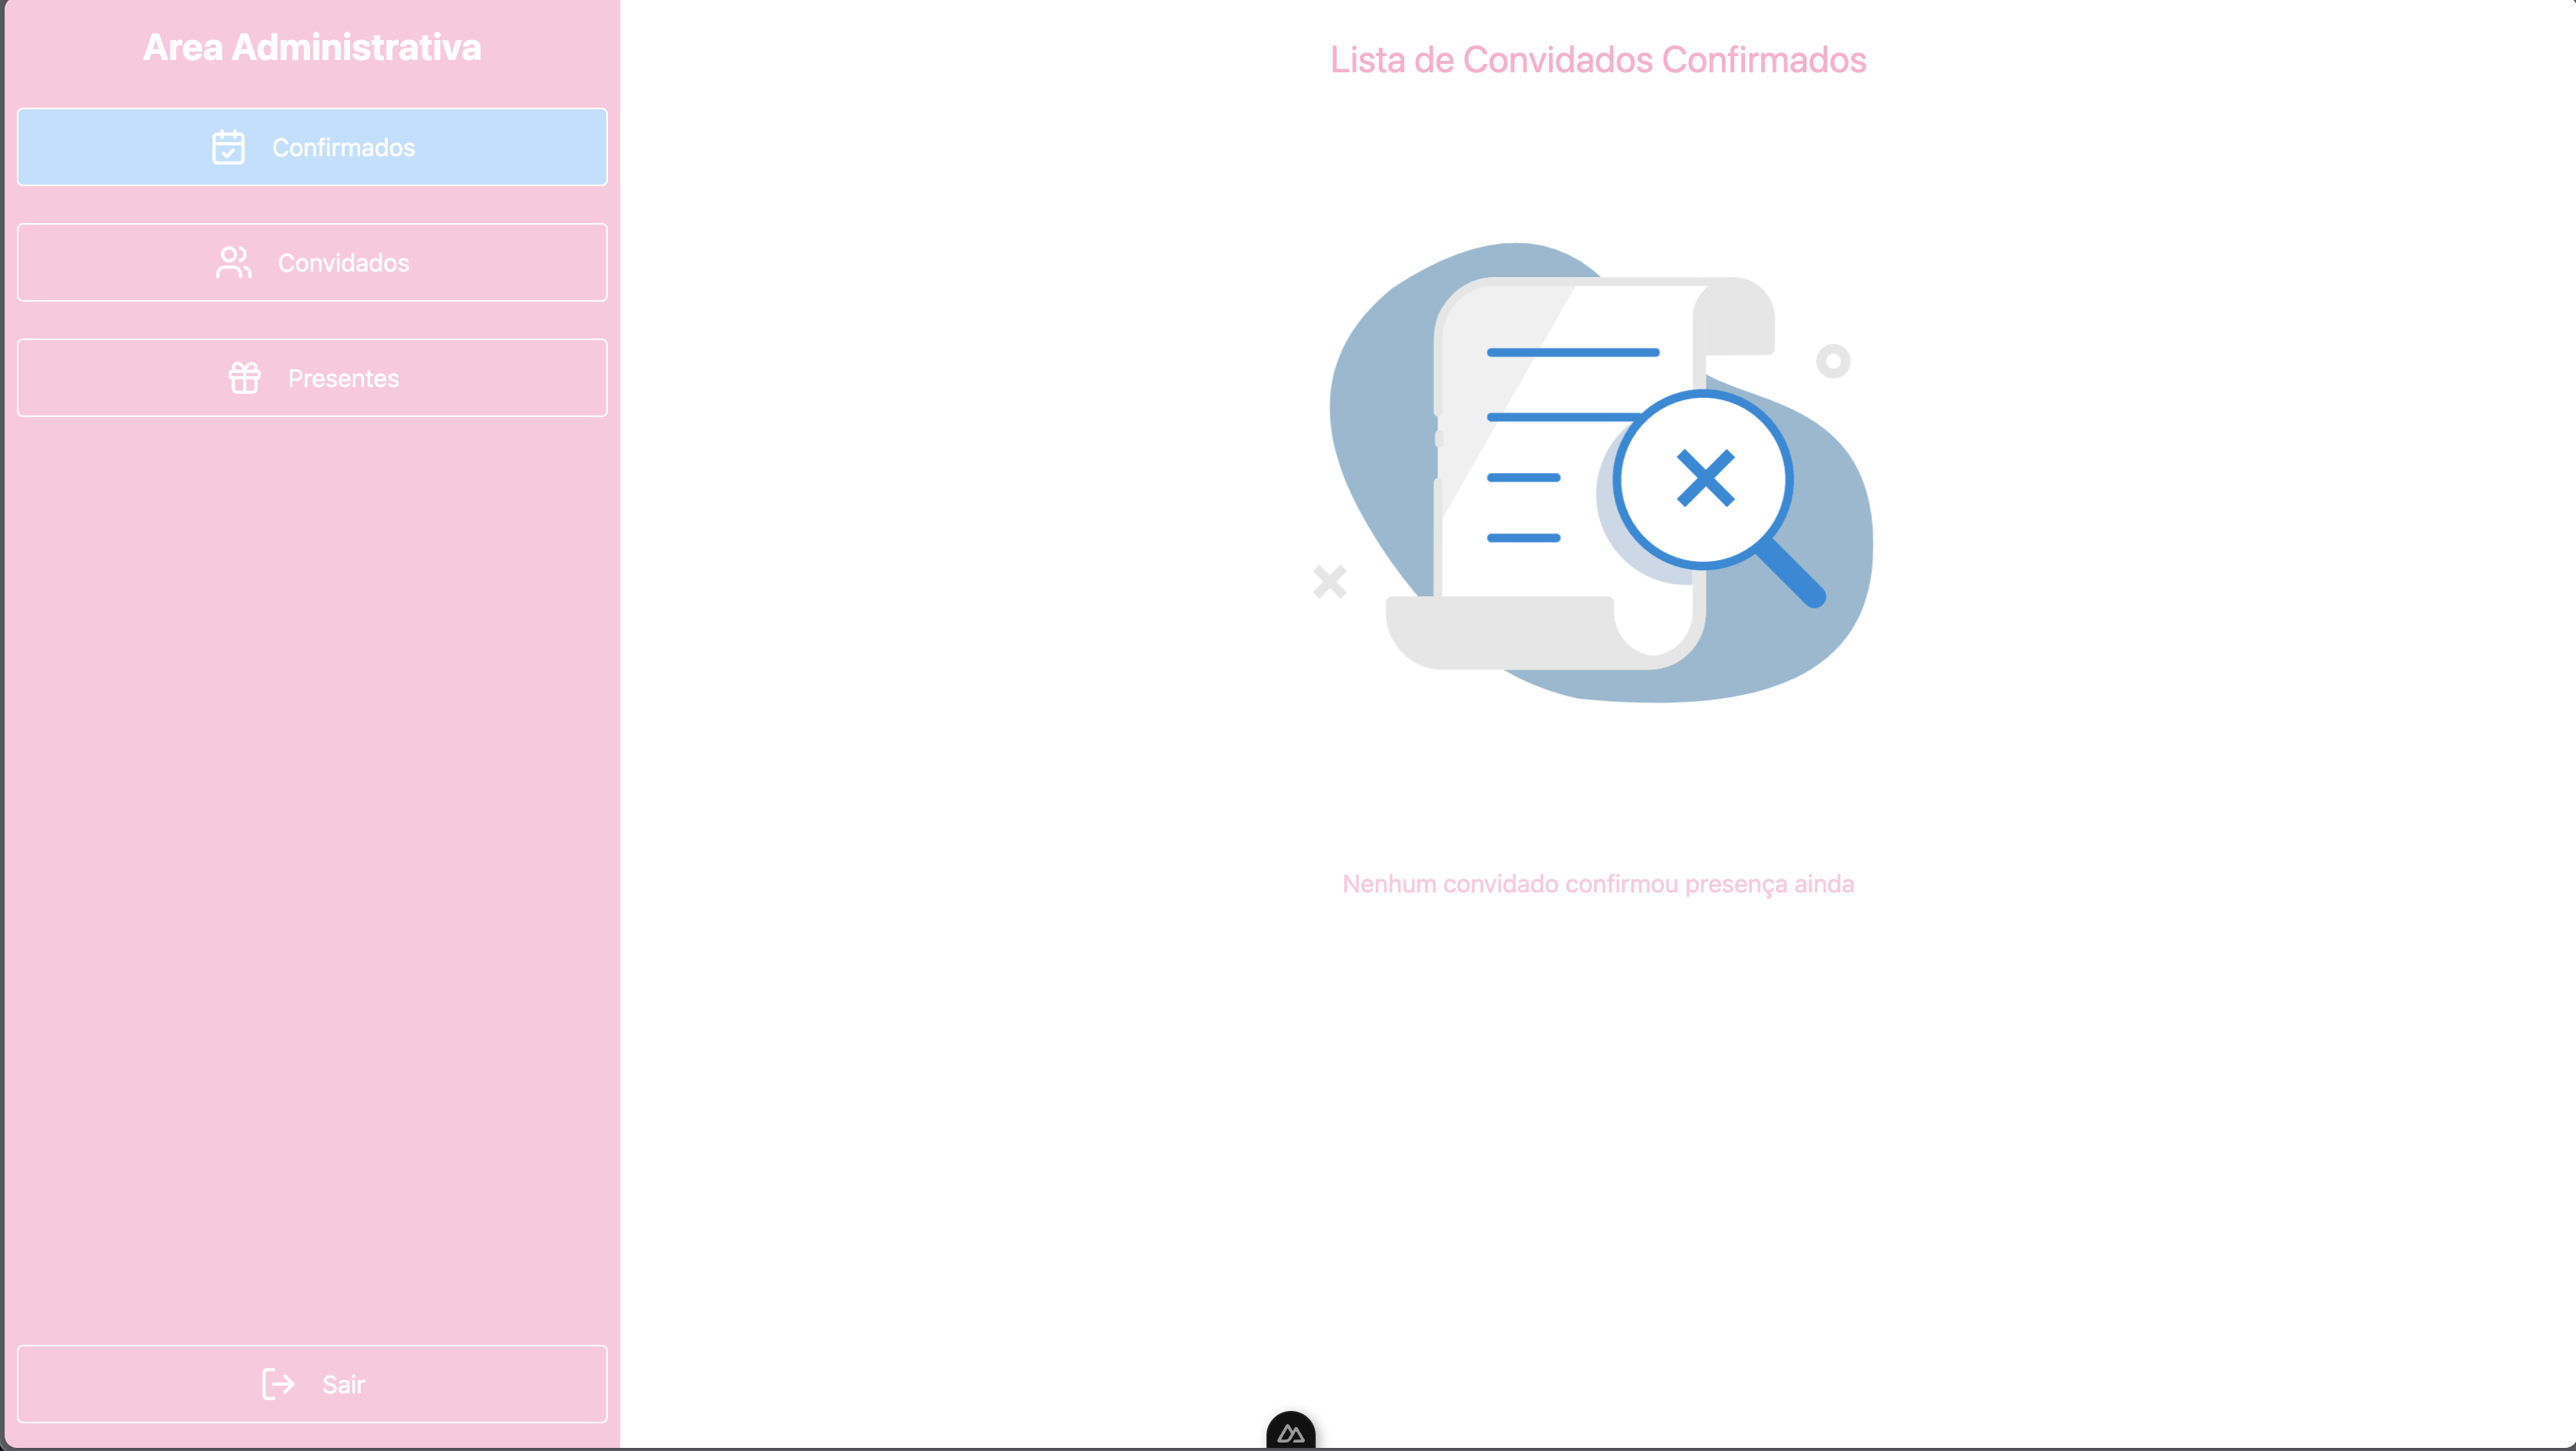 Area Administrativa
Confirmados
Convidados
Presentes
Sair
Lista de Convidados Confirmados
Nenhum convidado confirmou presença ainda